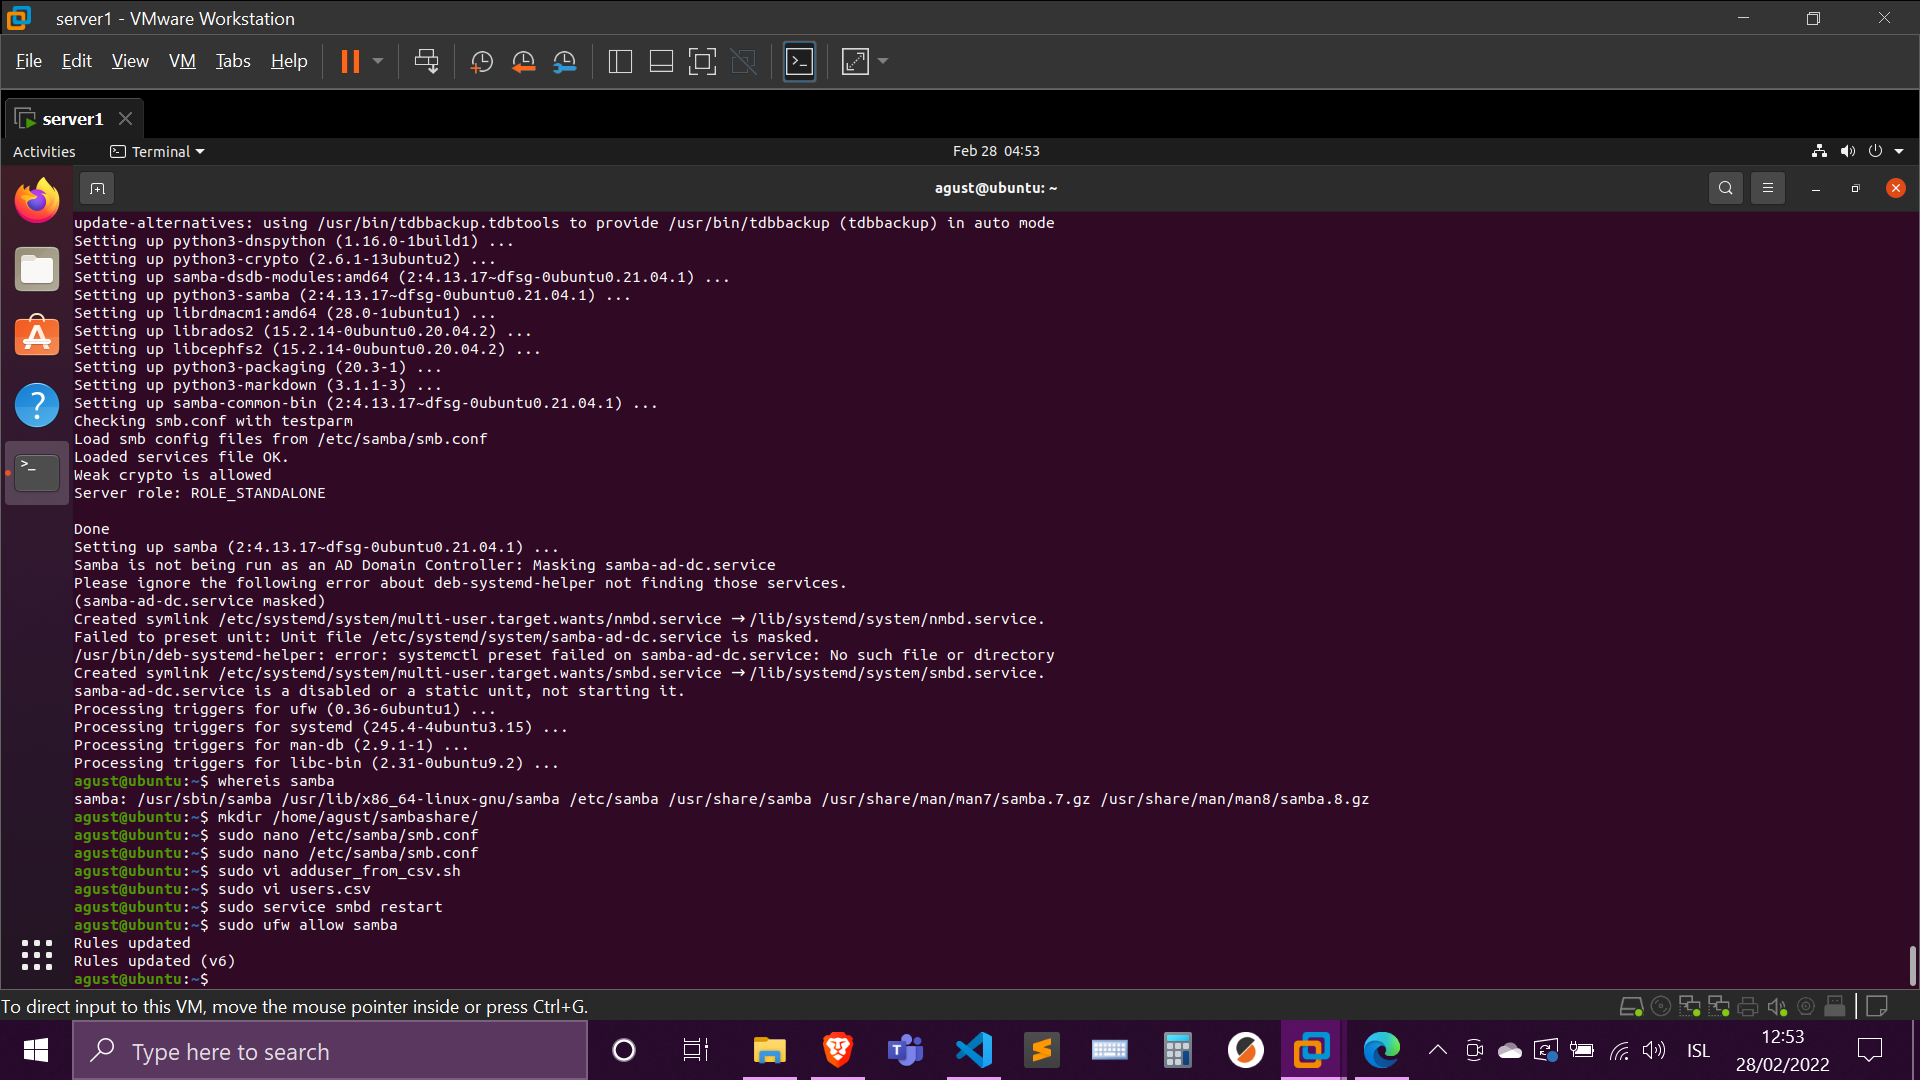 server1 - VMware Workstation
File Edit View VM Tabs Help
server1
Activities Terminal Feb 28 04:53
agust@ubuntu: ~
update-alternatives: using /usr/bin/tdbbackup.tdbtools to provide /usr/bin/tdbbackup (tdbbackup) in auto mode
Setting up python3-dnspython (1.16.0-1build1) ...
Setting up python3-crypto (2.6.1-13ubuntu2) ...
Setting up samba-dsdb-modules:amd64 (2:4.13.17~dfsg-0ubuntu0.21.04.1) ...
Setting up python3-samba (2:4.13.17~dfsg-0ubuntu0.21.04.1) ...
Setting up librdmacm1:amd64 (28.0-1ubuntu1) ...
Setting up librados2 (15.2.14-0ubuntu0.20.04.2) ...
Setting up libcephfs2 (15.2.14-0ubuntu0.20.04.2) ...
Setting up python3-packaging (20.3-1) ...
Setting up python3-markdown (3.1.1-3) ...
Setting up samba-common-bin (2:4.13.17~dfsg-0ubuntu0.21.04.1) ...
Checking smb.conf with testparm
Load smb config files from /etc/samba/smb.conf
Loaded services file OK.
Weak crypto is allowed
Server role: ROLE_STANDALONE
Done
Setting up samba (2:4.13.17~dfsg-0ubuntu0.21.04.1) ...
Samba is not being run as an AD Domain Controller: Masking samba-ad-dc.service
Please ignore the following error about deb-systemd-helper not finding those services.
(samba-ad-dc.service masked)
Created symlink /etc/systemd/system/multi-user.target.wants/nmbd.service → /lib/systemd/system/nmbd.service.
Failed to preset unit: Unit file /etc/systemd/system/samba-ad-dc.service is masked.
/usr/bin/deb-systemd-helper: error: systemctl preset failed on samba-ad-dc.service: No such file or directory
Created symlink /etc/systemd/system/multi-user.target.wants/smbd.service → /lib/systemd/system/smbd.service.
samba-ad-dc.service is a disabled or a static unit, not starting it.
Processing triggers for ufw (0.36-6ubuntu1) ...
Processing triggers for systemd (245.4-4ubuntu3.15) ...
Processing triggers for man-db (2.9.1-1) ...
Processing triggers for libc-bin (2.31-0ubuntu9.2) ...
agust@ubuntu:~$ whereis samba
samba: /usr/sbin/samba /usr/lib/x86_64-linux-gnu/samba /etc/samba /usr/share/samba /usr/share/man/man7/samba.7.gz /usr/share/man/man8/samba.8.gz
agust@ubuntu:~$ mkdir /home/agust/sambashare/
agust@ubuntu:~$ sudo nano /etc/samba/smb.conf
agust@ubuntu:~$ sudo nano /etc/samba/smb.conf
agust@ubuntu:~$ sudo vi adduser_from_csv.sh
agust@ubuntu:~$ sudo vi users.csv
agust@ubuntu:~$ sudo service smbd restart
agust@ubuntu:~$ sudo ufw allow samba
Rules updated
Rules updated (v6)
agust@ubuntu:~$
To direct input to this VM, move the mouse pointer inside or press Ctrl+G.
Type here to search
ISL
12:53
28/02/2022